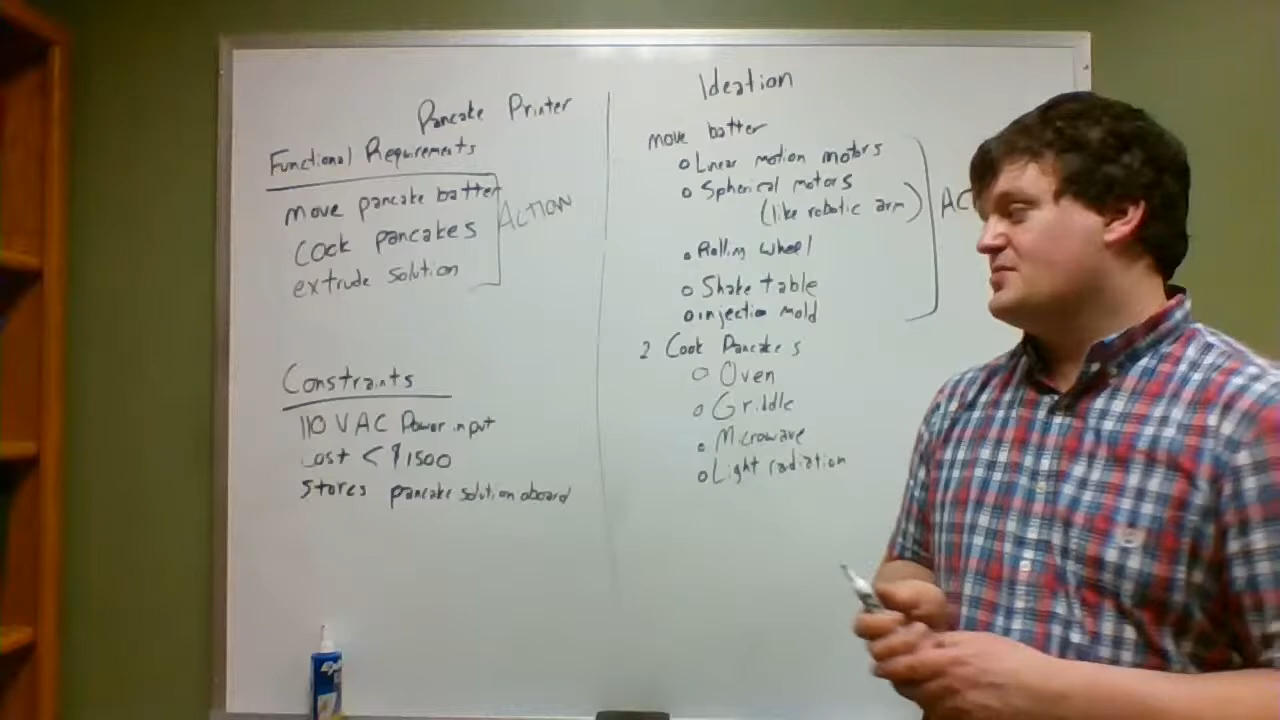 Pancake Printer
Functional Requirements
move pancake batter
Cook pancakes
extrude solution
ACTION
Constraints
110 VAC Power input
Cost < $1500
Stores pancake solution aboard
Ideation
move batter
Linear motion motors
Spherical motors
(like robotic arm)
Rolling wheel
Shake table
injection mold
AC
2 Cook Pancakes
Oven
Griddle
Microwave
Light radiation